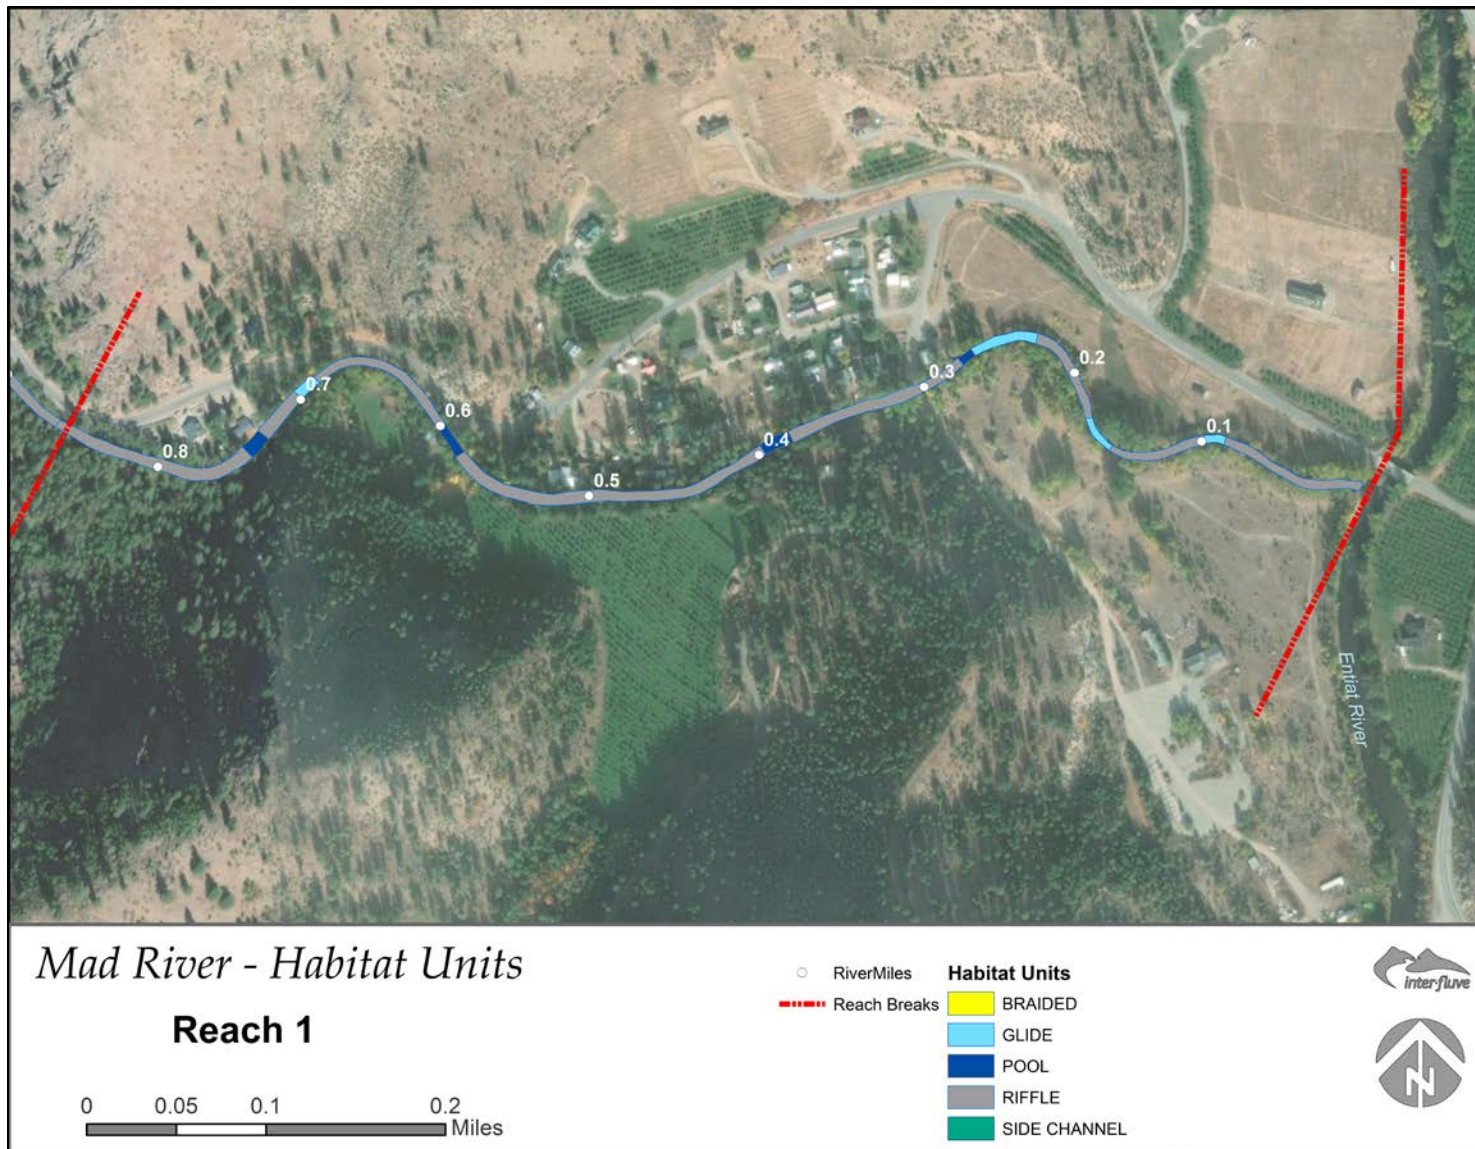 0.7
0.8
0.6
0.5
0.4
0.3
0.2
0.1
Entiat River
Mad River - Habitat Units
Reach 1
0 0.05 0.1 0.2
Miles
RiverMiles
Reach Breaks
Habitat Units
BRAIDED
GLIDE
POOL
RIFFLE
SIDE CHANNEL
inter-fluve
N